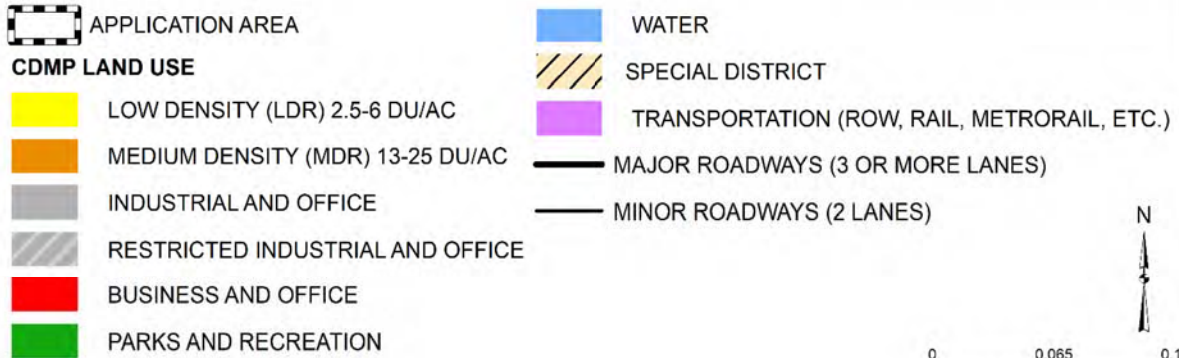 APPLICATION AREA
CDMP LAND USE
LOW DENSITY (LDR) 2.5-6 DU/AC
MEDIUM DENSITY (MDR) 13-25 DU/AC
INDUSTRIAL AND OFFICE
RESTRICTED INDUSTRIAL AND OFFICE
BUSINESS AND OFFICE
PARKS AND RECREATION
WATER
SPECIAL DISTRICT
TRANSPORTATION (ROW, RAIL, METRORAIL, ETC.)
MAJOR ROADWAYS (3 OR MORE LANES)
MINOR ROADWAYS (2 LANES)
N
0 0.065